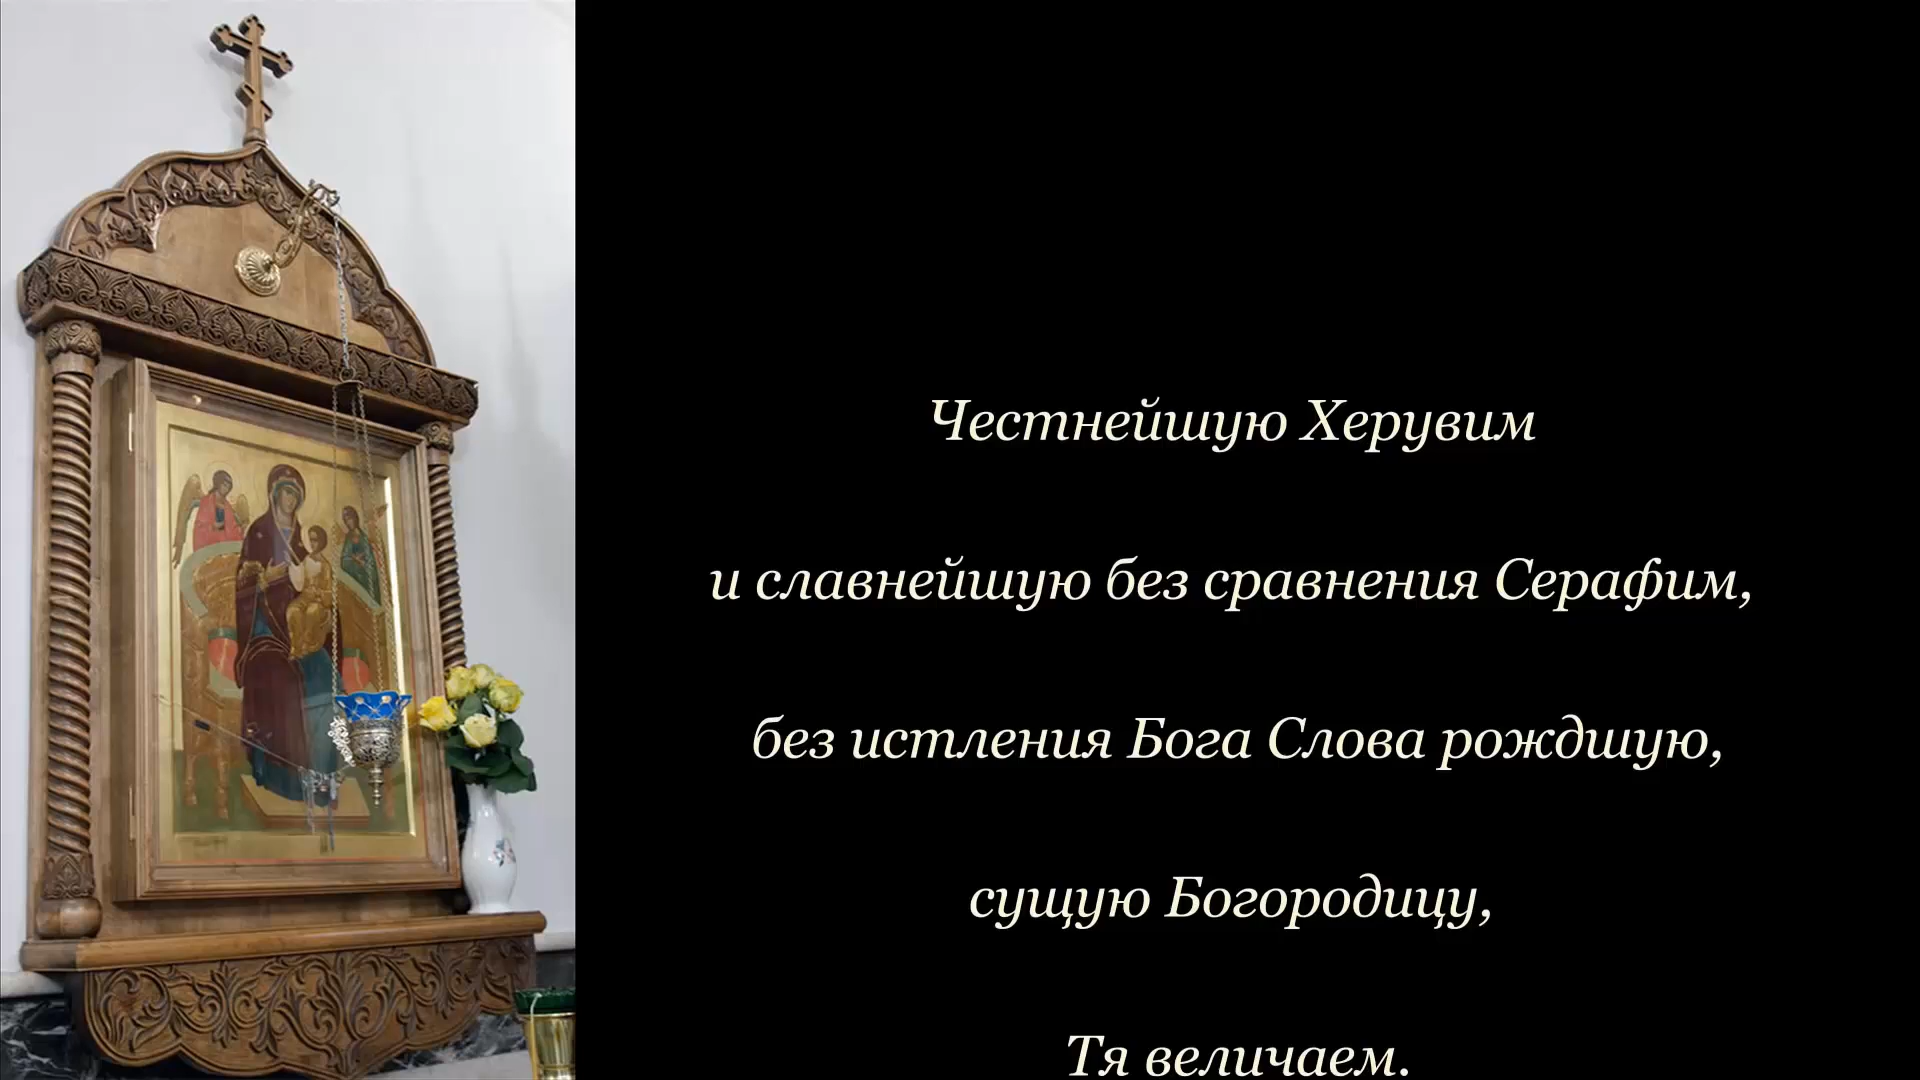 Честнейшую Херувим
и славнейшую без сравнения Серафим,
без истления Бога Слова рождшую,
сущую Богородицу,
Тя величаем.